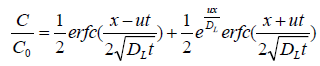 C/C₀ = 1/2 erfc((x − ut)/(2√(D_L t))) + 1/2 e^(ux/D_L) erfc((x + ut)/(2√(D_L t)))